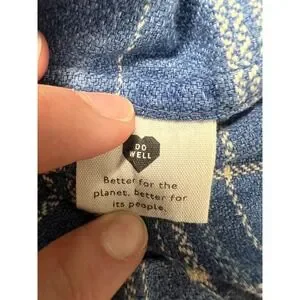 DO
WELL
Better for the
planet, better for
its people.